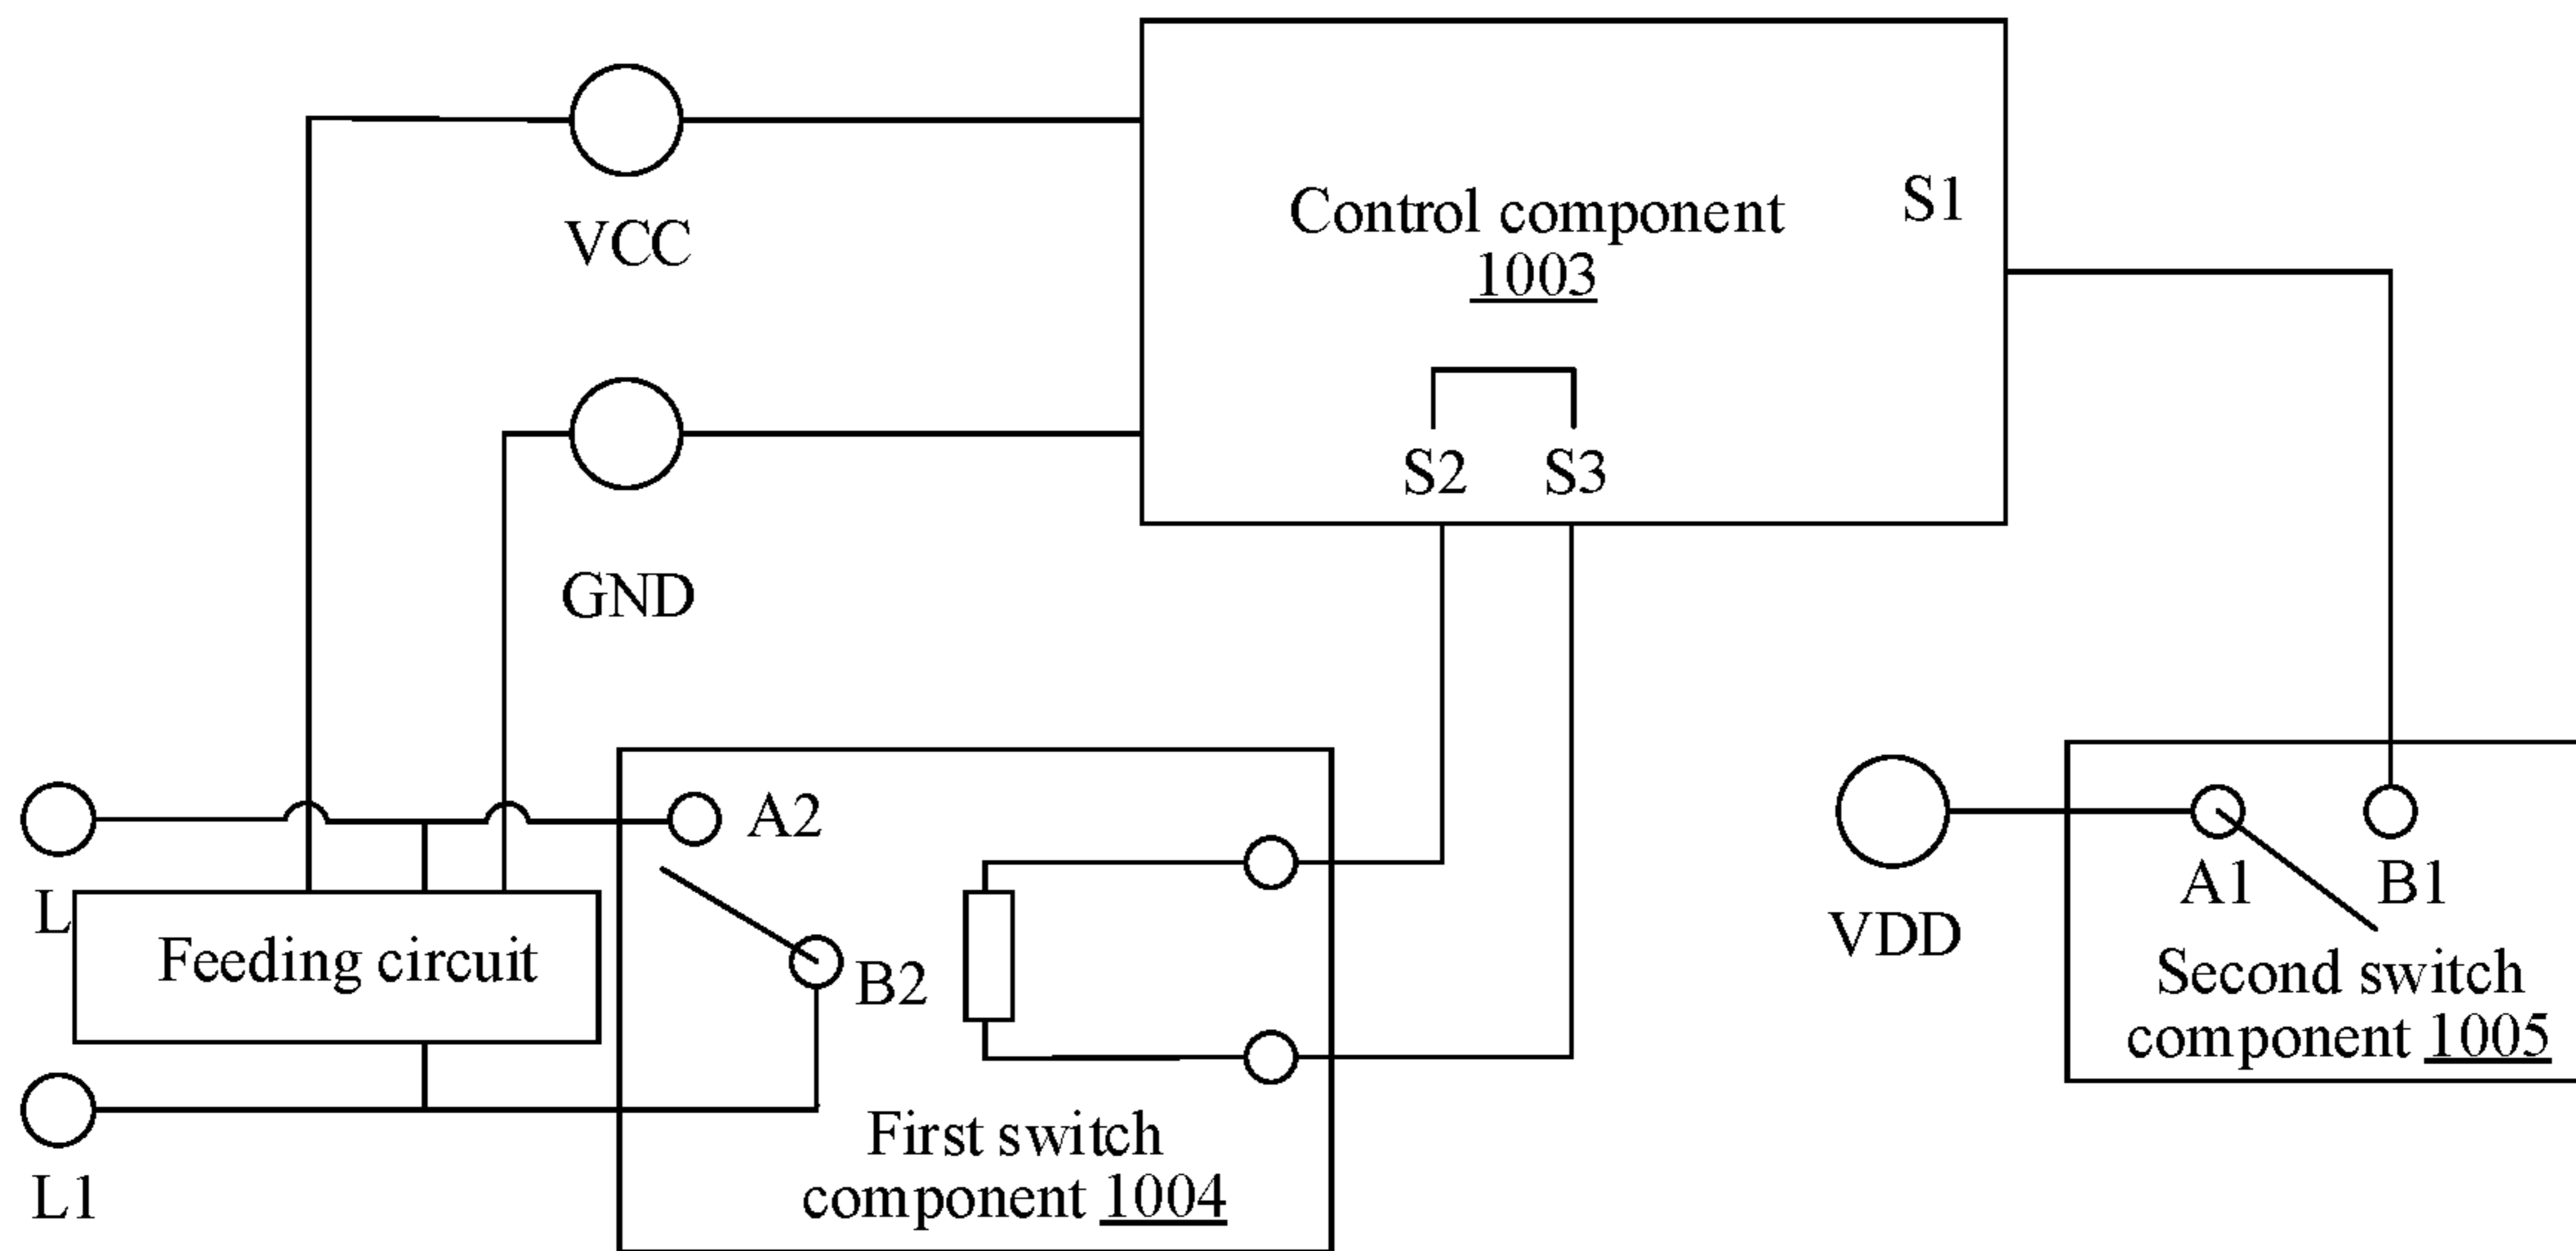 VCC
Control component
1003
S1
S2
S3
GND
L
A2
B2
Feeding circuit
L1
First switch
component 1004
VDD
A1
B1
Second switch
component 1005